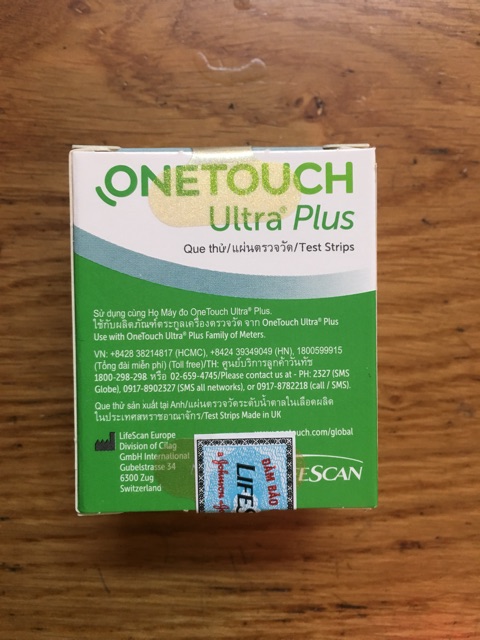 ONETOUCH
Ultra® Plus
Que thử/แผ่นตรวจวัด/Test Strips
Sử dụng cùng Họ Máy đo OneTouch Ultra® Plus.
ใช้กับผลิตภัณฑ์ตระกูลเครื่องตรวจวัด จาก OneTouch Ultra® Plus
Use with OneTouch Ultra® Plus Family of Meters.
VN: +8428 38214817 (HCMC), +8424 39349049 (HN), 1800599915
(Tổng đài miễn phí) (Toll free)/TH: ศูนย์บริการลูกค้าวันทัช
1800-298-298 หรือ 02-659-4745/Please contact us at - PH: 2327 (SMS
Globe), 0917-8902327 (SMS all networks), or 0917-8782218 (call / SMS).
Que thử sản xuất tại Anh/แผ่นตรวจวัดระดับน้ำตาลในเลือดผลิต
ในประเทศสหราชอาณาจักร/Test Strips Made in UK
LifeScan Europe
Division of Cilag
GmbH International
Gubelstrasse 34
6300 Zug
Switzerland
touch.com/global
ĐẢM BẢO
LIFES
a Johnson
ESCAN